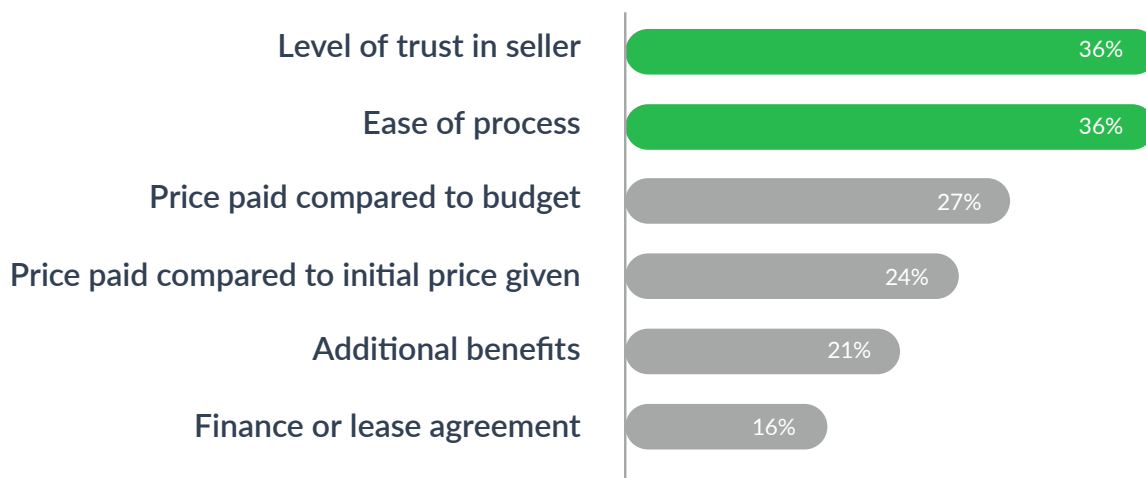 Level of trust in seller 36%
Ease of process 36%
Price paid compared to budget 27%
Price paid compared to initial price given 24%
Additional benefits 21%
Finance or lease agreement 16%